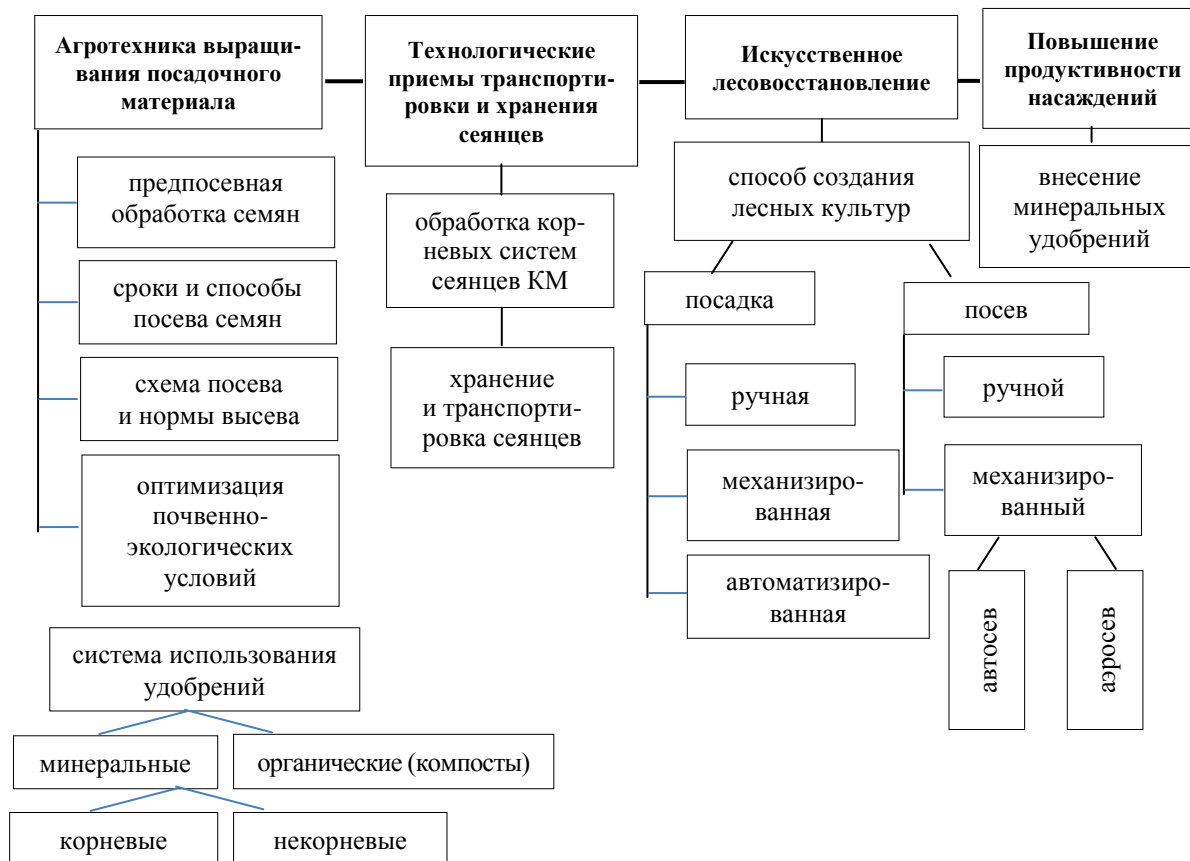 Агротехника выращи-
вания посадочного
материала
предпосевная
обработка семян
сроки и способы
посева семян
схема посева
и нормы высева
оптимизация
почвенно-
экологических
условий
система использования
удобрений
минеральные
органические (компосты)
корневые
некорневые
Технологические
приемы транспорти-
ровки и хранения
сеянцев
обработка кор-
невых систем
сеянцев КМ
хранение
и транспорти-
ровка сеянцев
Искусственное
лесовосстановление
способ создания
лесных культур
посадка
ручная
механизиро-
ванная
автоматизиро-
ванная
посев
ручной
механизиро-
ванный
автосев
аэросев
Повышение
продуктивности
насаждений
внесение
минеральных
удобрений